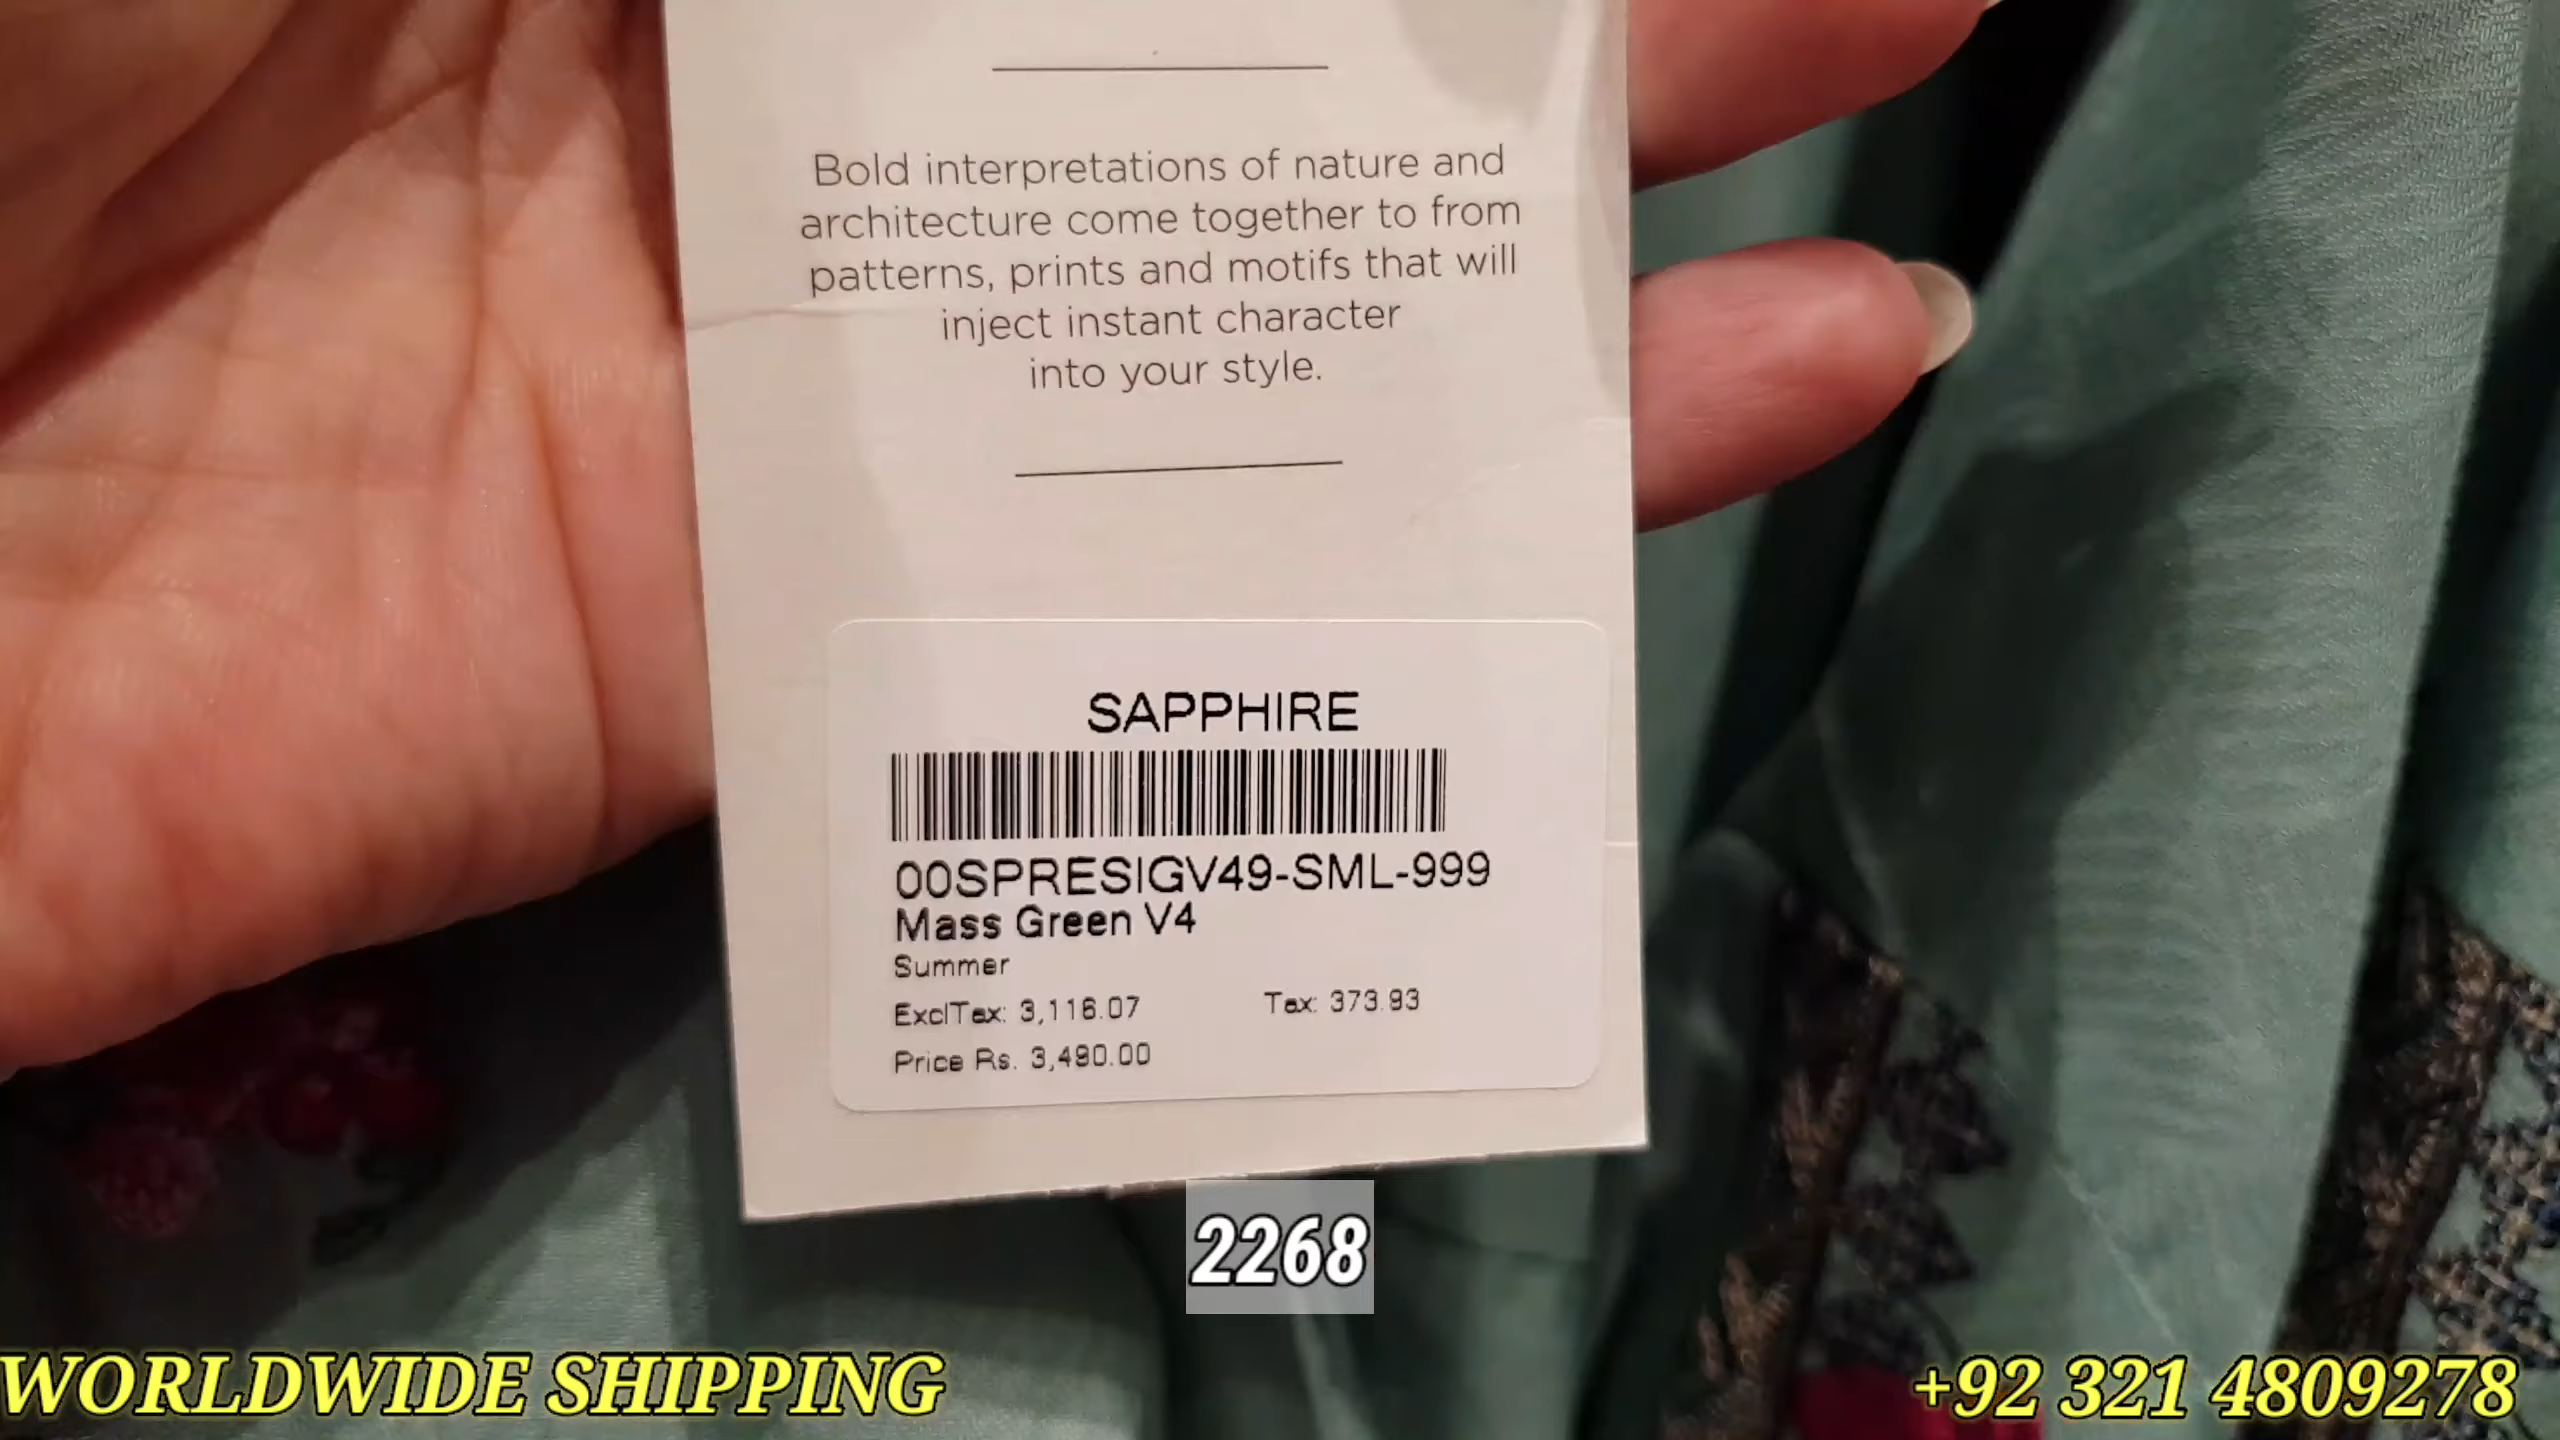 Bold interpretations of nature and
architecture come together to from
patterns, prints and motifs that will
inject instant character
into your style.
SAPPHIRE
00SPRESIGV49-SML-999
Mass Green V4
Summer
ExclTax: 3,116.07 Tax: 373.93
Price Rs. 3,490.00
2268
WORLDWIDE SHIPPING
+92 321 4809278